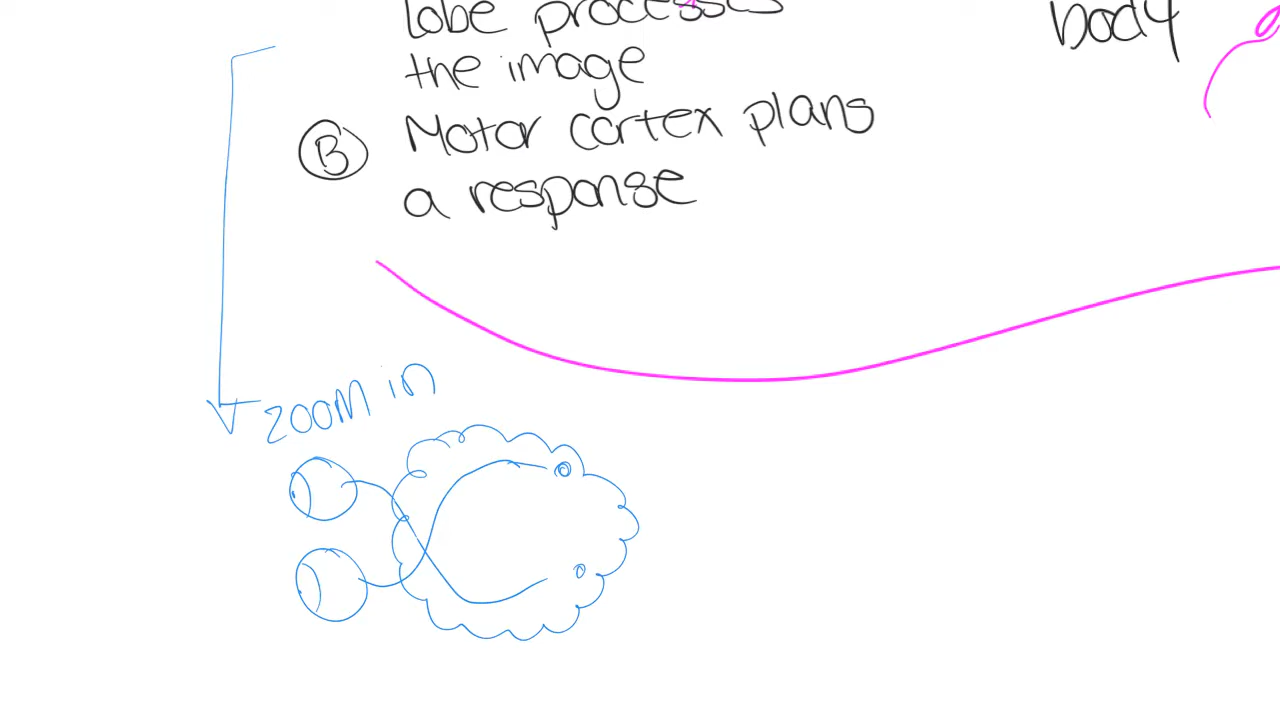 lobe processes
the image
body
B Motor cortex plans
a response
zoom in